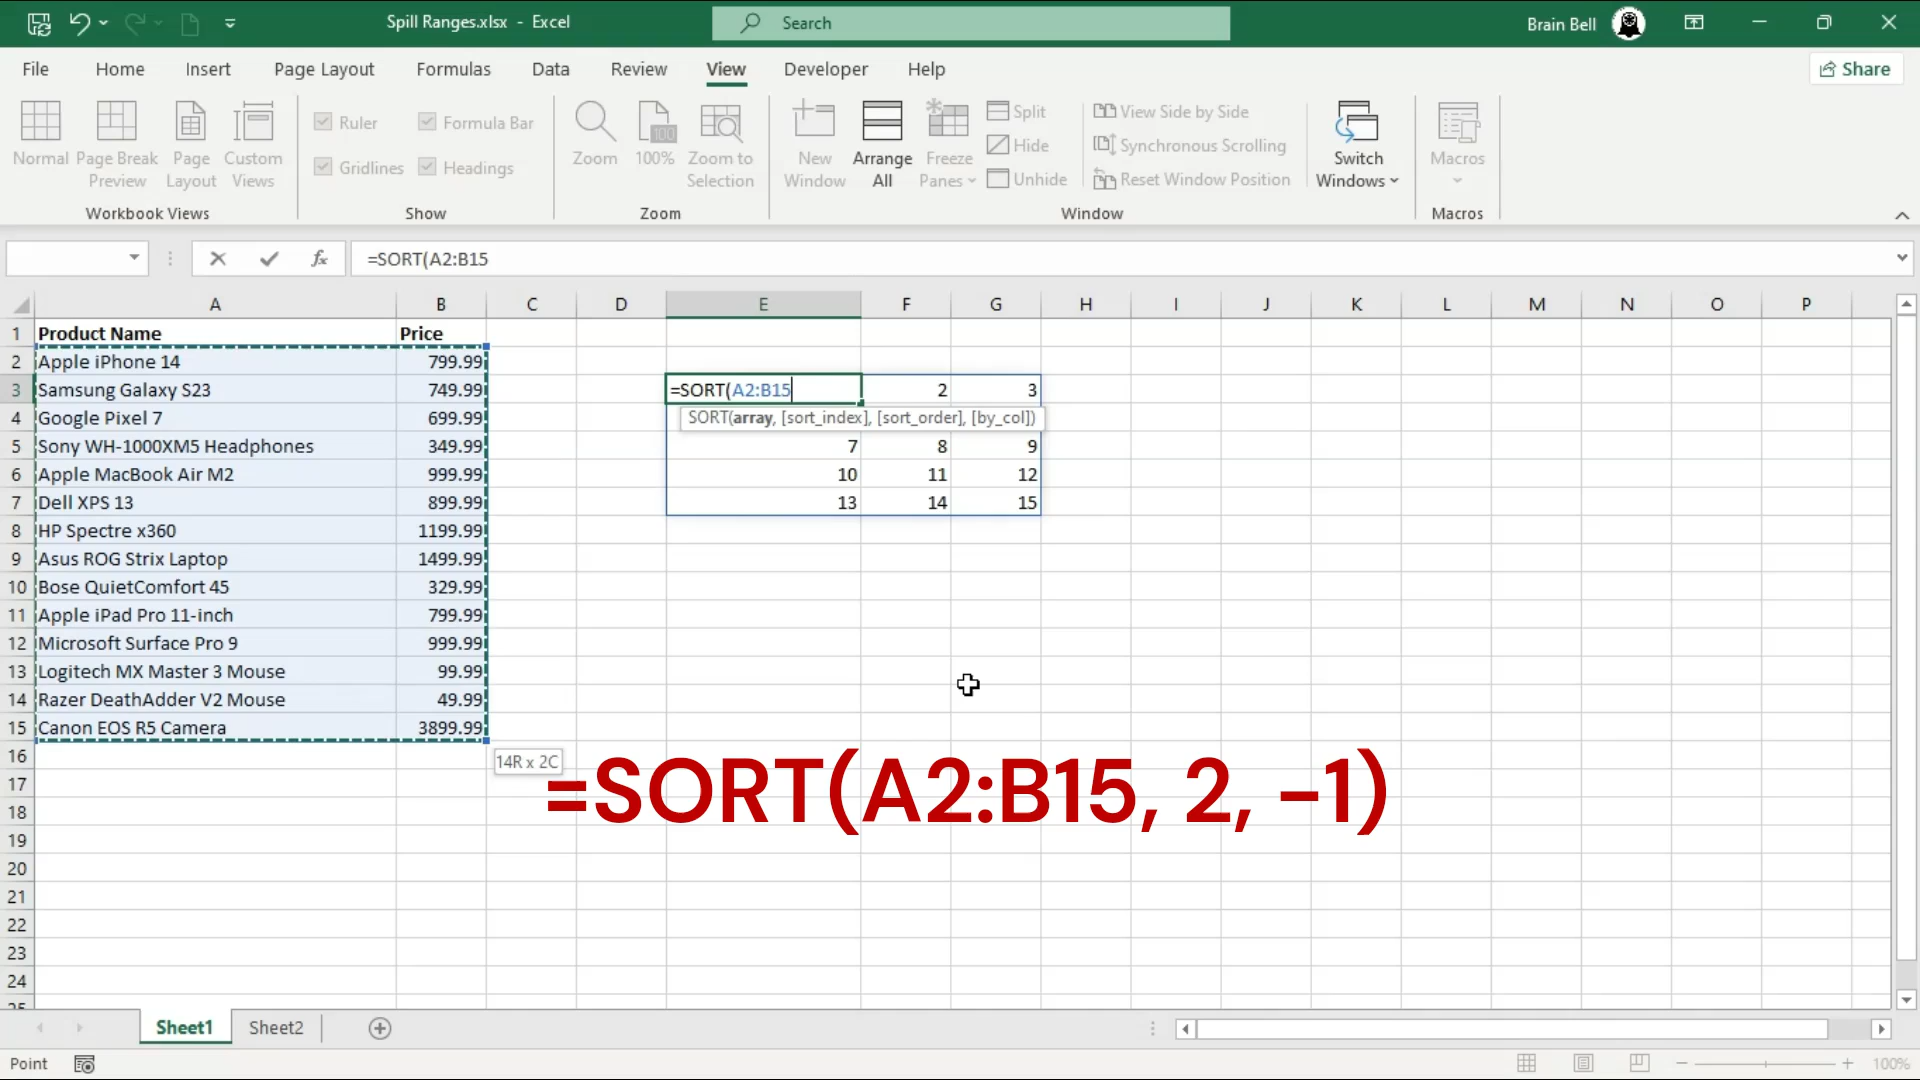 Spill Ranges.xlsx - Excel
Search
Brain Bell
File Home Insert Page Layout Formulas Data Review View Developer Help
Share
Normal
Page Break Preview
Page Layout
Custom Views
Workbook Views
Ruler
Formula Bar
Gridlines
Headings
Show
Zoom
100
100%
Zoom to Selection
Zoom
New Window
Arrange All
Freeze Panes
Split
Hide
Unhide
View Side by Side
Synchronous Scrolling
Reset Window Position
Window
Switch Windows
Macros
Macros
fx
=SORT(A2:B15
A B C D E F G H I J K L M N O P
1 Product Name Price
2 Apple iPhone 14 799.99
3 Samsung Galaxy S23 749.99 =SORT(A2:B15 2 3
4 Google Pixel 7 699.99 SORT(array, [sort_index], [sort_order], [by_col])
5 Sony WH-1000XM5 Headphones 349.99 7 8 9
6 Apple MacBook Air M2 999.99 10 11 12
7 Dell XPS 13 899.99 13 14 15
8 HP Spectre x360 1199.99
9 Asus ROG Strix Laptop 1499.99
10 Bose QuietComfort 45 329.99
11 Apple iPad Pro 11-inch 799.99
12 Microsoft Surface Pro 9 999.99
13 Logitech MX Master 3 Mouse 99.99
14 Razer DeathAdder V2 Mouse 49.99
15 Canon EOS R5 Camera 3899.99
16
14R x 2C
=SORT(A2:B15, 2, -1)
17
18
19
20
21
22
23
24
25
Sheet1 Sheet2
Point
100%